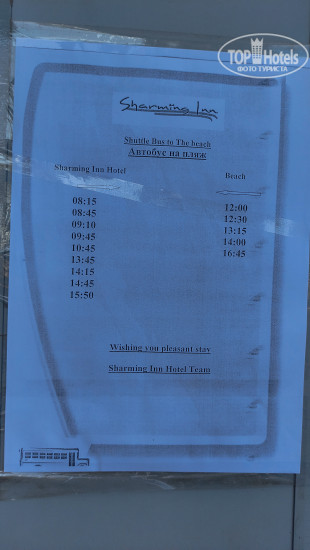 TOPHotels
ФОТО ТУРИСТА
Sharming Inn
Shuttle Bus to The beach
Автобус на пляж
Sharming Inn Hotel
08:15
08:45
09:10
09:45
10:45
13:45
14:15
14:45
15:50
Beach
12:00
12:30
13:15
14:00
16:45
Wishing you pleasant stay
Sharming Inn Hotel Team